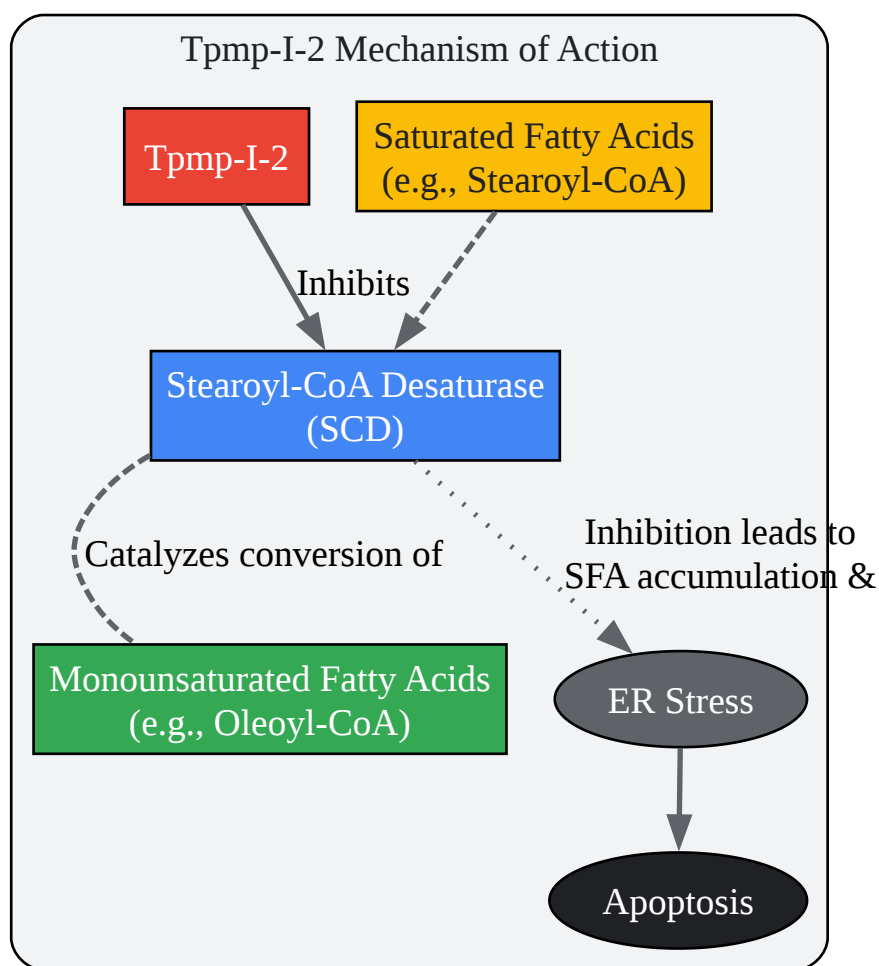 Tpmp-I-2 Mechanism of Action
Tpmp-I-2
Saturated Fatty Acids
(e.g., Stearoyl-CoA)
Inhibits
Stearoyl-CoA Desaturase
(SCD)
Catalyzes conversion of
Inhibition leads to
SFA accumulation &
Monounsaturated Fatty Acids
(e.g., Oleoyl-CoA)
ER Stress
Apoptosis